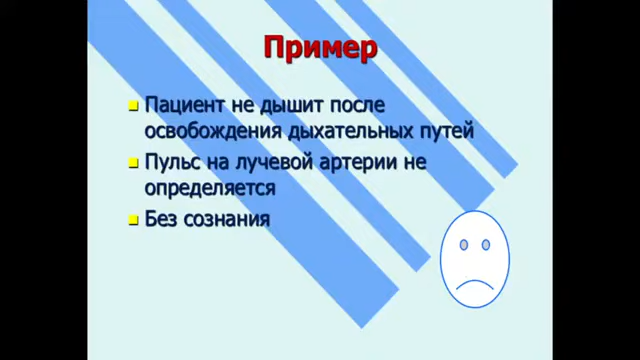 Пример
Пациент не дышит после
освобождения дыхательных путей
Пульс на лучевой артерии не
определяется
Без сознания